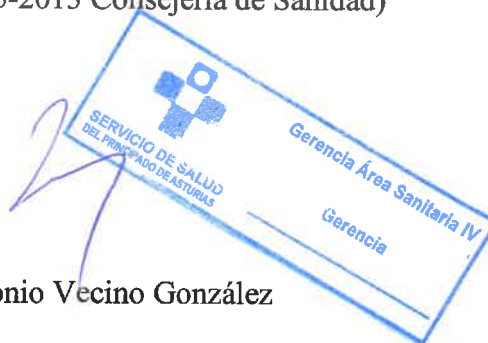 -2015 Consejería de Sanidad)
SERVICIO DE SALUD
DEL PRINCIPADO DE ASTURIAS
Gerencia Área Sanitaria IV
Gerencia
onio Vecino González